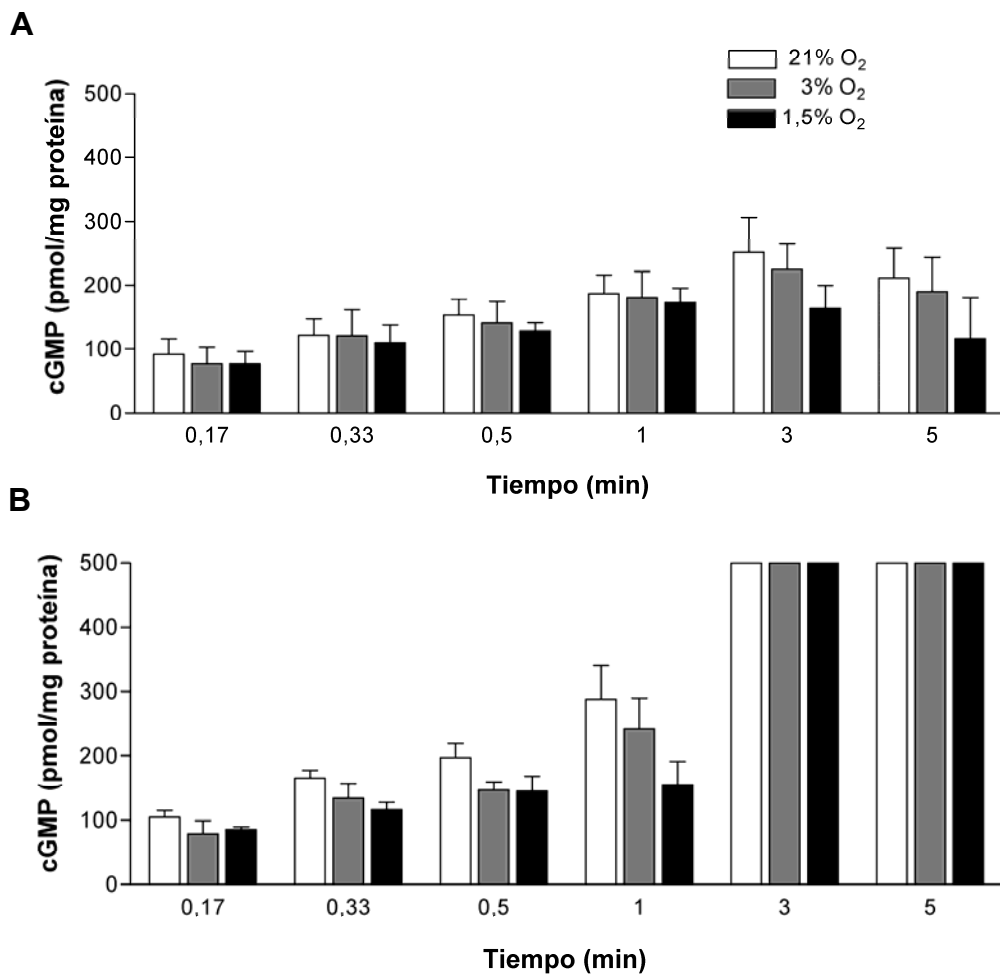 A
21% O₂
3% O₂
1,5% O₂
cGMP (pmol/mg proteína)
500
400
300
200
100
0
0,17 0,33 0,5 1 3 5
Tiempo (min)
B
cGMP (pmol/mg proteína)
500
400
300
200
100
0
0,17 0,33 0,5 1 3 5
Tiempo (min)